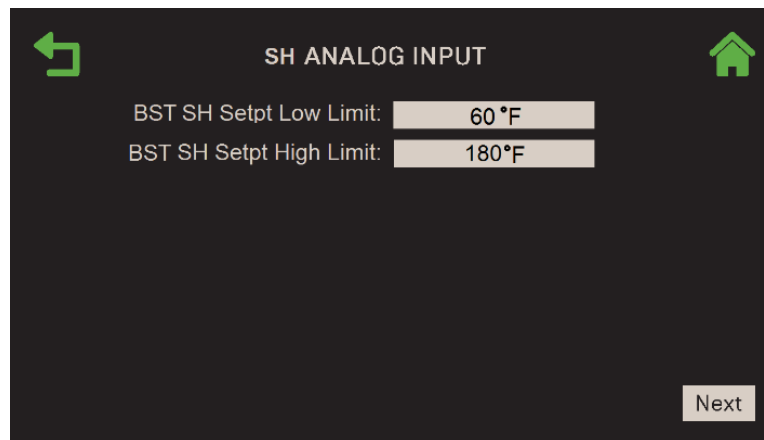 SH ANALOG INPUT
BST SH Setpt Low Limit: 60°F
BST SH Setpt High Limit: 180°F
Next